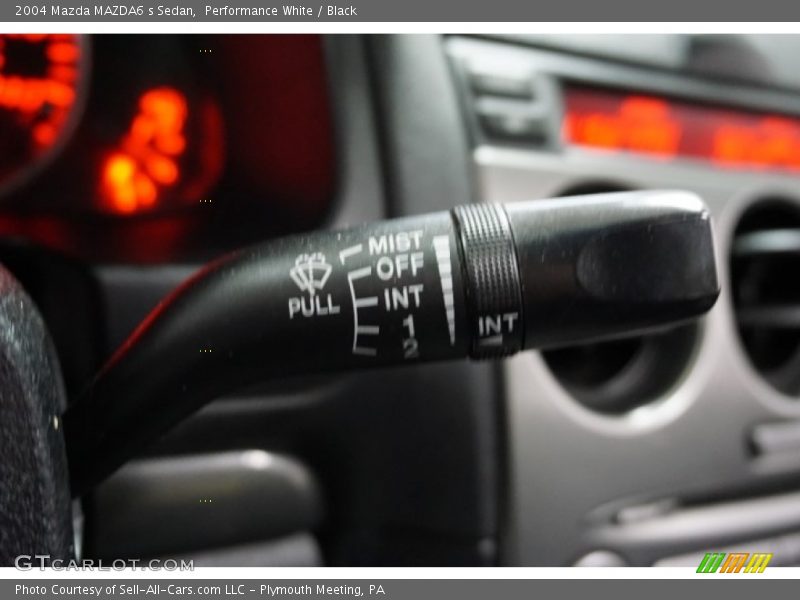 2004 Mazda MAZDA6 s Sedan,  Performance White / Black
MIST
OFF
INT
1
2
PULL
INT
GTCARLOT.COM
Photo Courtesy of Sell-All-Cars.com LLC - Plymouth Meeting, PA